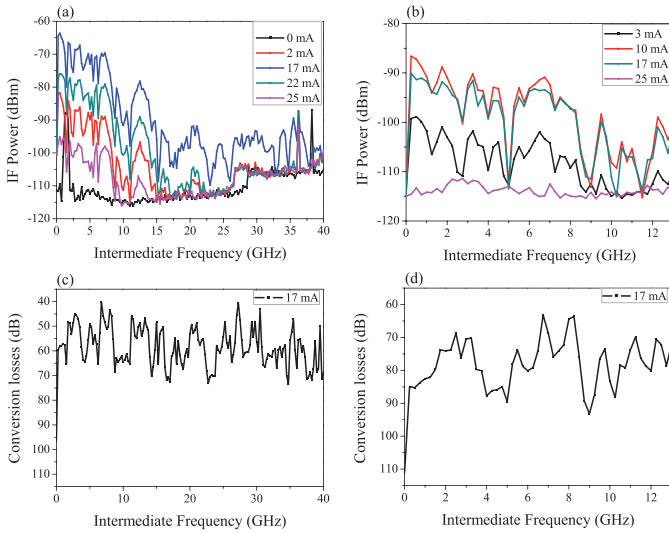 (a)
-60
-70
-80
-90
-100
-110
-120
IF Power (dBm)
0 5 10 15 20 25 30 35 40
Intermediate Frequency (GHz)
0 mA
2 mA
17 mA
22 mA
25 mA
(b)
-80
-90
-100
-110
-120
IF Power (dBm)
0 2 4 6 8 10 12
Intermediate Frequency (GHz)
3 mA
10 mA
17 mA
25 mA
(c)
40
50
60
70
80
90
100
110
Conversion losses (dB)
0 10 20 30 40
Intermediate Frequency (GHz)
17 mA
(d)
60
70
80
90
100
110
Conversion losses (dB)
0 2 4 6 8 10 12
Intermediate Frequency (GHz)
17 mA